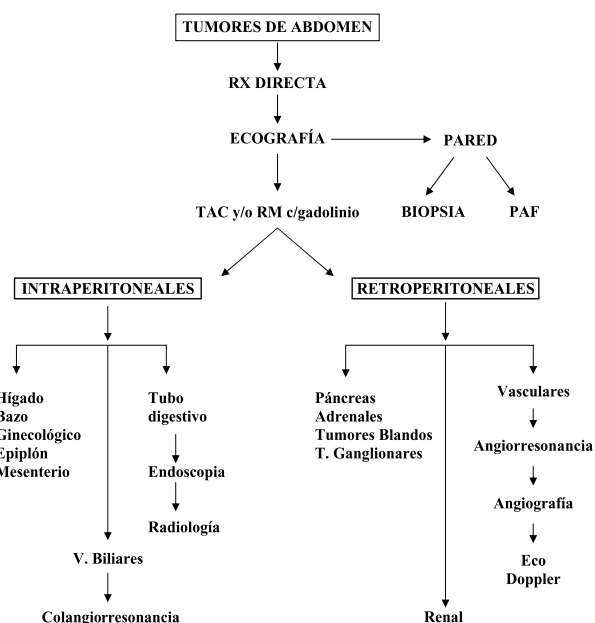 TUMORES DE ABDOMEN
RX DIRECTA
ECOGRAFÍA
PARED
TAC y/o RM c/gadolinio
BIOPSIA
PAF
INTRAPERITONEALES
RETROPERITONEALES
Hígado
Bazo
Ginecológico
Epiplón
Mesenterio
Tubo
digestivo
Endoscopia
Radiología
V. Biliares
Colangiorresonancia
Páncreas
Adrenales
Tumores Blandos
T. Ganglionares
Vasculares
Angiorresonancia
Angiografía
Eco
Doppler
Renal